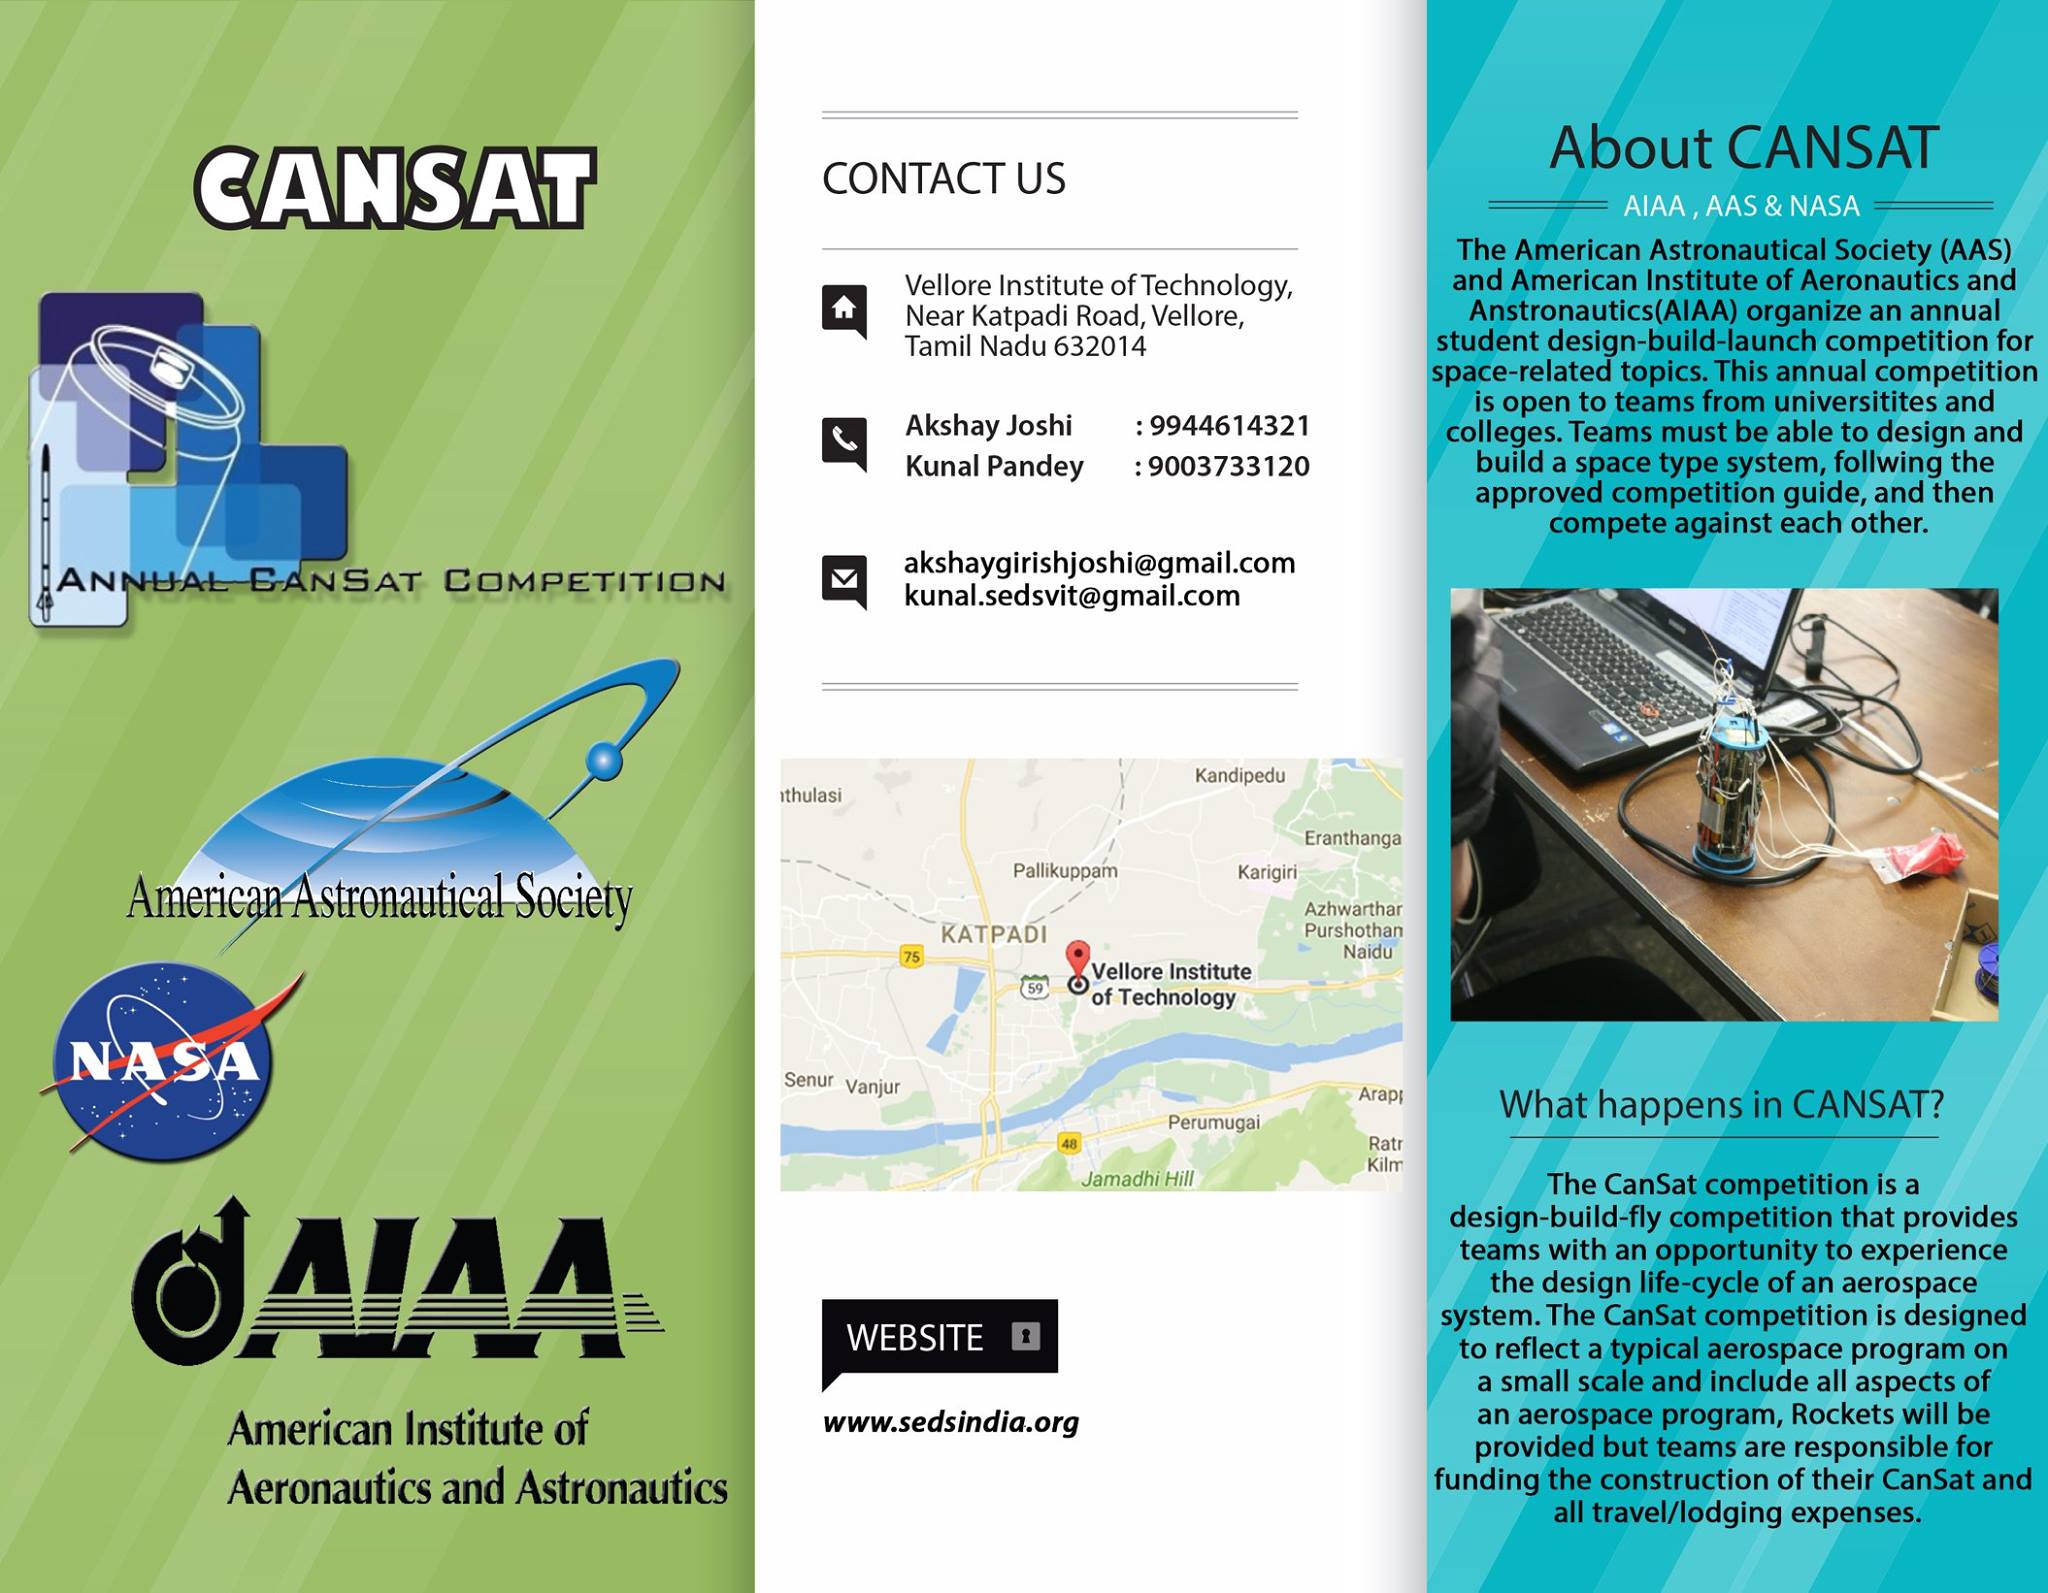 CANSAT
ANNUAL CANSAT COMPETITION
American Astronautical Society
NASA
AIAA
American Institute of
Aeronautics and Astronautics
CONTACT US
Vellore Institute of Technology,
Near Katpadi Road, Vellore,
Tamil Nadu 632014
Akshay Joshi : 9944614321
Kunal Pandey : 9003733120
akshaygirishjoshi@gmail.com
kunal.sedsvit@gmail.com
nthulasi
Kandipedu
Eranthanga
Pallikuppam
Karigiri
Azhwarthar
Purshotham
Naidu
KATPADI
75
59
Vellore Institute
of Technology
Senur
Vanjur
Arapp
Perumugai
48
Ratn
Kilm
Jamadhi Hill
WEBSITE
www.sedsindia.org
About CANSAT
AIAA , AAS & NASA
The American Astronautical Society (AAS)
and American Institute of Aeronautics and
Anstronautics(AIAA) organize an annual
student design-build-launch competition for
space-related topics. This annual competition
is open to teams from universitites and
colleges. Teams must be able to design and
build a space type system, follwing the
approved competition guide, and then
compete against each other.
What happens in CANSAT?
The CanSat competition is a
design-build-fly competition that provides
teams with an opportunity to experience
the design life-cycle of an aerospace
system. The CanSat competition is designed
to reflect a typical aerospace program on
a small scale and include all aspects of
an aerospace program, Rockets will be
provided but teams are responsible for
funding the construction of their CanSat and
all travel/lodging expenses.